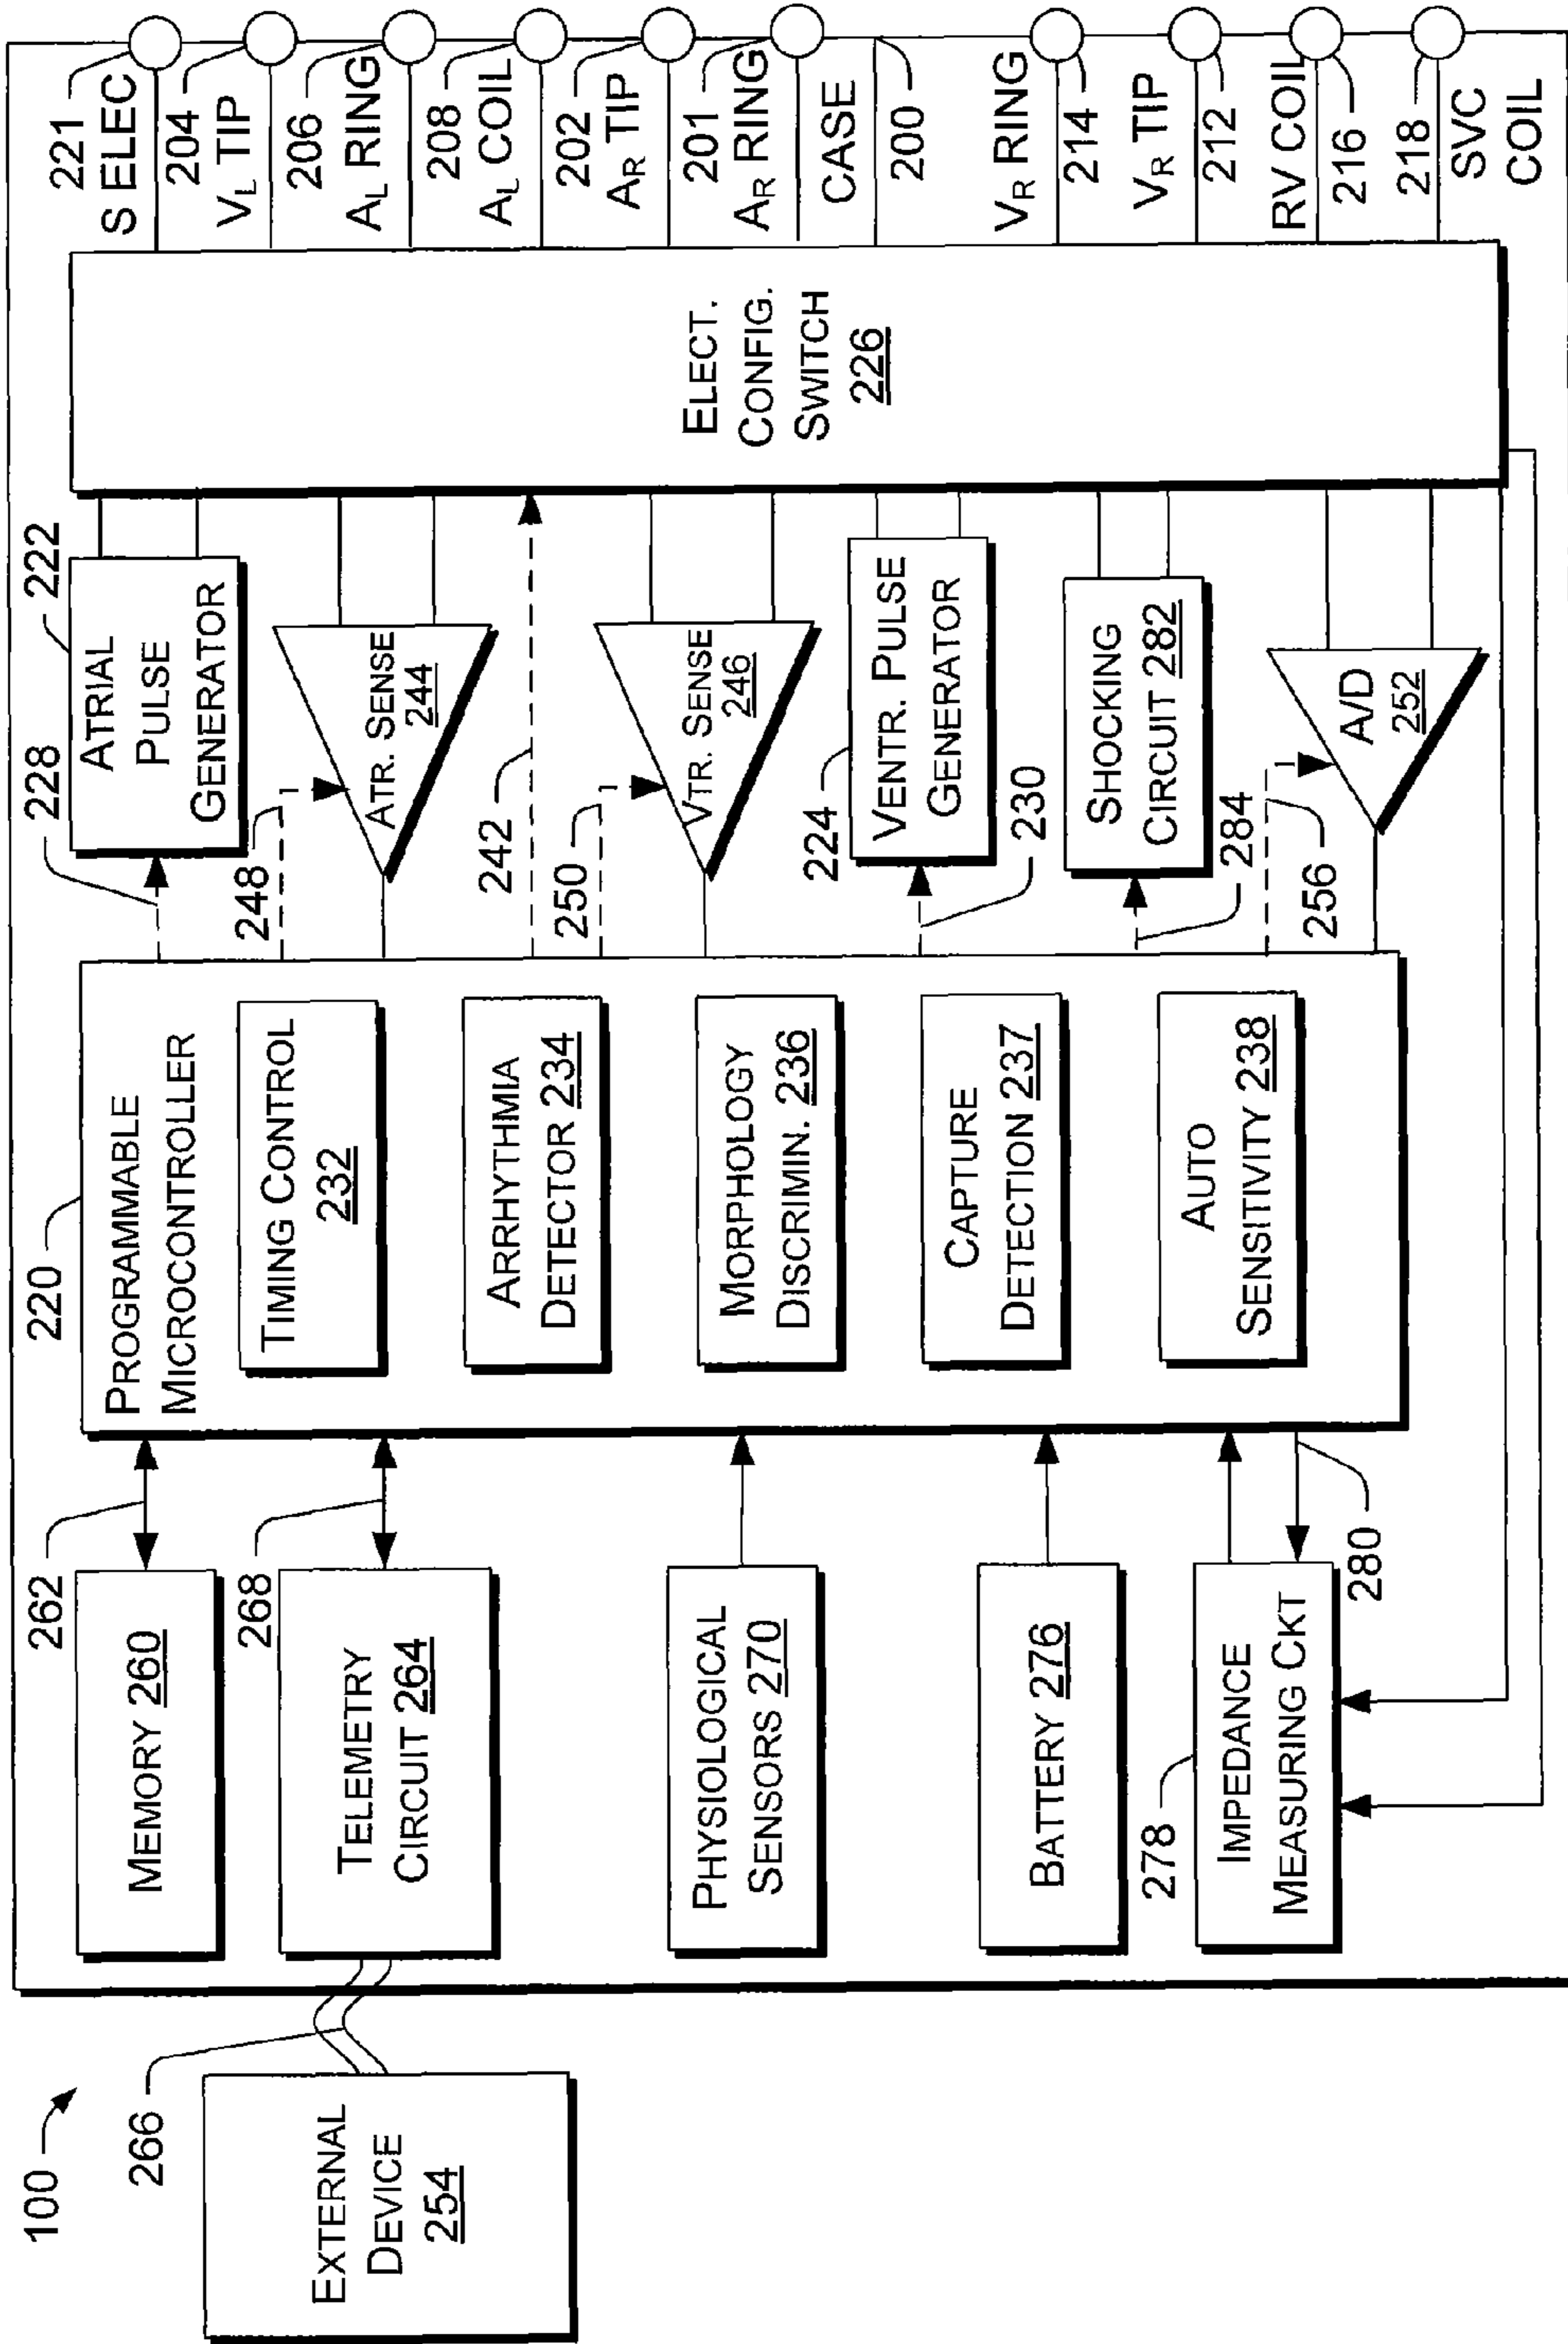 100
266
EXTERNAL
DEVICE
254
262
MEMORY 260
268
TELEMETRY
CIRCUIT 264
PHYSIOLOGICAL
SENSORS 270
BATTERY 276
278
IMPEDANCE
MEASURING CKT
280
220
PROGRAMMABLE
MICROCONTROLLER
TIMING CONTROL
232
ARRHYTHMIA
DETECTOR 234
MORPHOLOGY
DISCRIMIN. 236
CAPTURE
DETECTION 237
AUTO
SENSITIVITY 238
228
222
ATRIAL
PULSE
GENERATOR
248
ATR. SENSE
244
242
250
VTR. SENSE
246
224
VENTR. PULSE
GENERATOR
230
SHOCKING
CIRCUIT 282
284
256
A/D
252
ELECT.
CONFIG.
SWITCH
226
221
S ELEC
204
VL TIP
206
AL RING
208
AL COIL
202
AR TIP
201
AR RING
CASE
200
VR RING
214
VR TIP
212
RV COIL
216
218
SVC
COIL